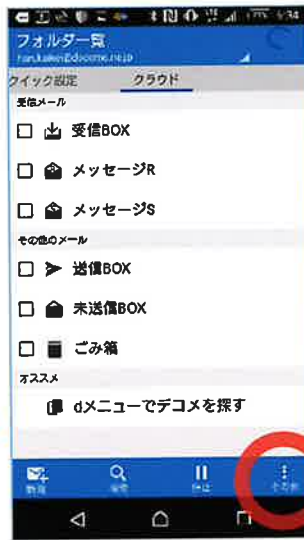 フォルダ一覧
クイック設定
クラウド
受信メール
受信BOX
メッセージR
メッセージS
その他のメール
送信BOX
未送信BOX
ごみ箱
オススメ
dメニューでデコメを探す
新規
その他